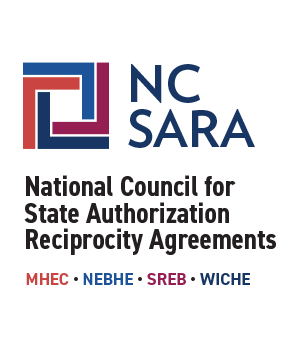 NC
SARA
National Council for
State Authorization
Reciprocity Agreements
MHEC • NEBHE • SREB • WICHE